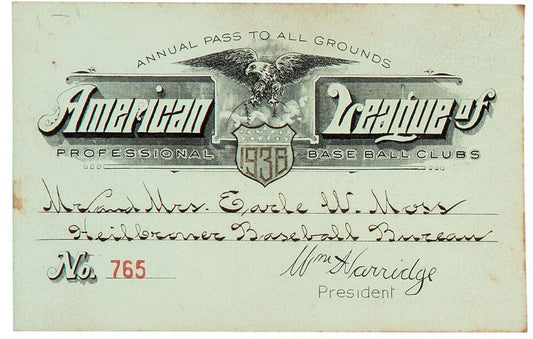 ANNUAL PASS TO ALL GROUNDS
American League of
PROFESSIONAL BASE BALL CLUBS
1936
Mr. and Mrs. Earle W. Moss
Heilbroner Baseball Bureau
No. 765
Wm Harridge
President